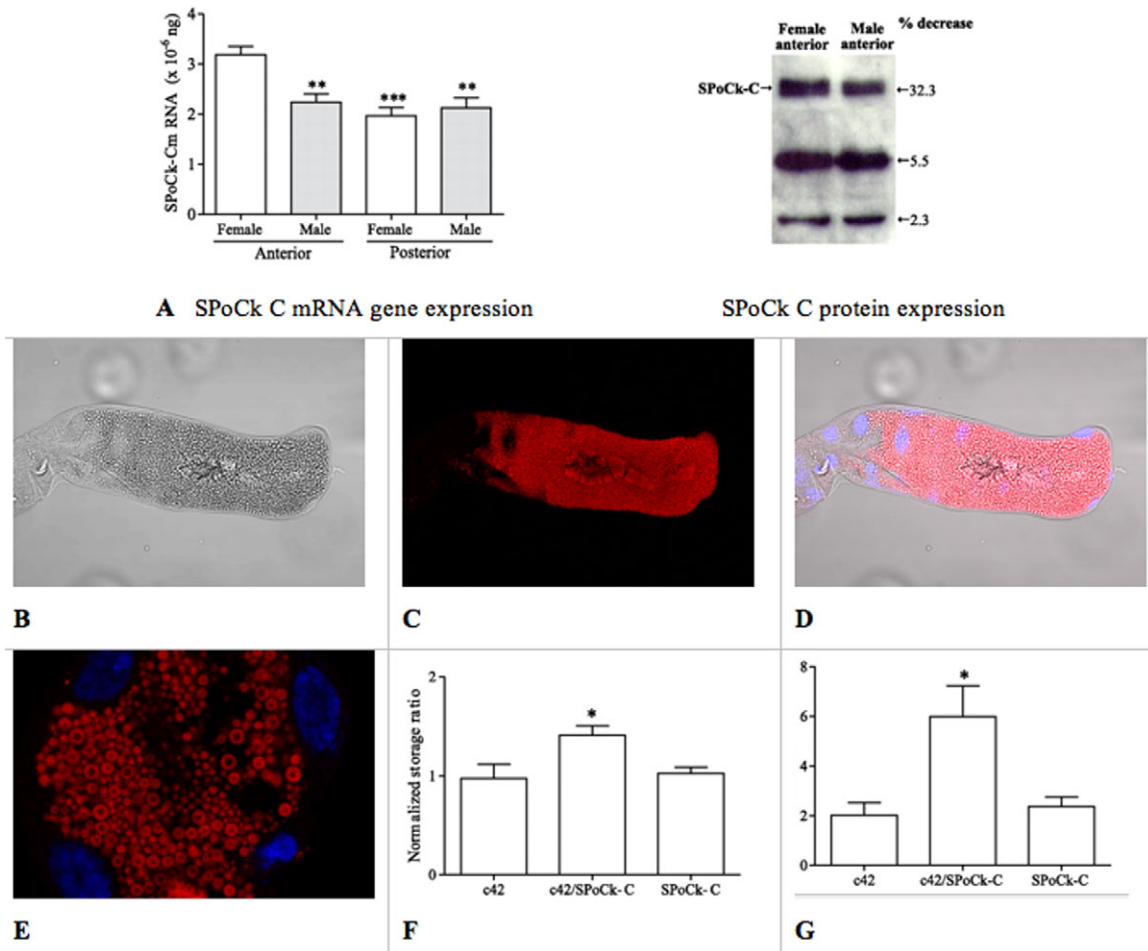 SPoCk-Cm RNA (x 10⁻⁶ ng)
4
3
2
1
0
**
***
**
Female
Male
Female
Male
Anterior
Posterior
Female anterior
Male anterior
% decrease
SPoCk-C→
←32.3
←5.5
←2.3
A SPoCk C mRNA gene expression
SPoCk C protein expression
B
C
D
E
Normalized storage ratio
2
1
0
*
c42
c42/SPoCk- C
SPoCk- C
F
8
6
4
2
0
*
c42
c42/SPoCk-C
SPoCk-C
G